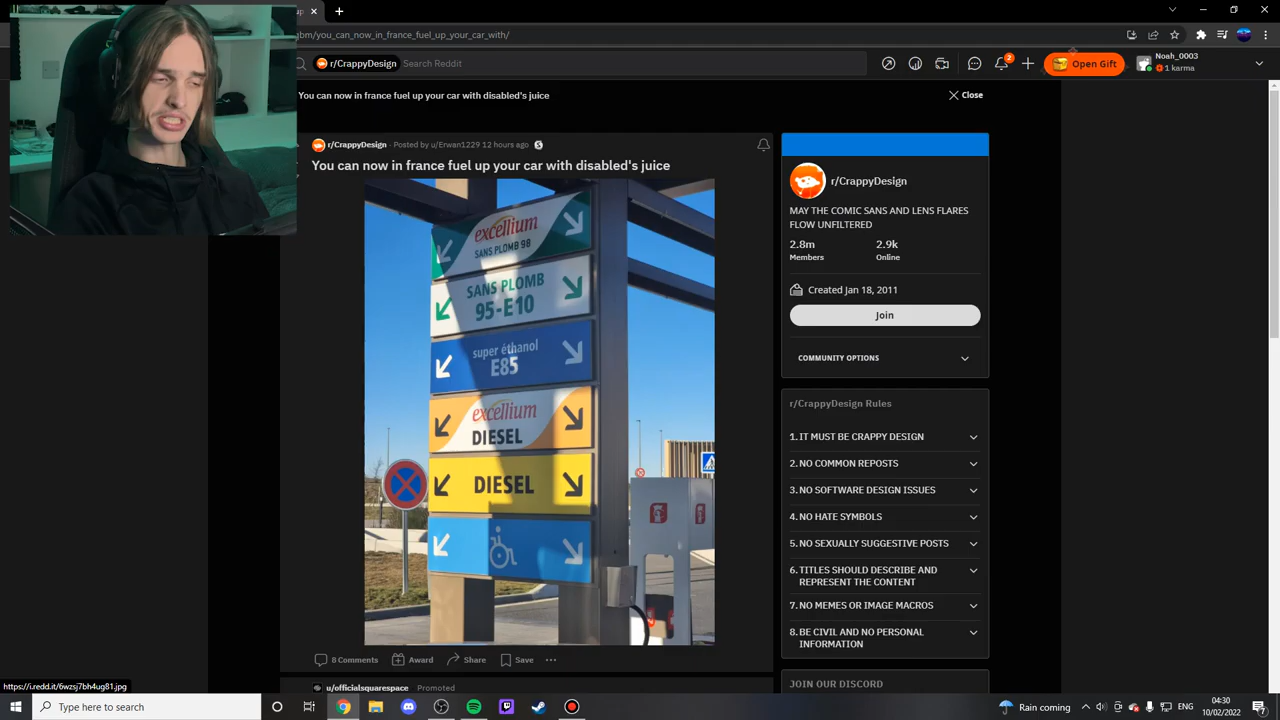 jbm/you_can_now_in_france_fuel_up_your_car_with/
r/CrappyDesign
Search Reddit
2
Open Gift
Noah_0003
1 karma
You can now in france fuel up your car with disabled's juice
Close
r/CrappyDesign · Posted by u/Erwan1229 12 hours ago
You can now in france fuel up your car with disabled's juice
excellium
SANS PLOMB 98
SANS PLOMB
95-E10
super éthanol
E85
excellium
DIESEL
DIESEL
8 Comments
Award
Share
Save
u/officialsquarespace
Promoted
r/CrappyDesign
MAY THE COMIC SANS AND LENS FLARES
FLOW UNFILTERED
2.8m
2.9k
Members
Online
Created Jan 18, 2011
Join
COMMUNITY OPTIONS
r/CrappyDesign Rules
1. IT MUST BE CRAPPY DESIGN
2. NO COMMON REPOSTS
3. NO SOFTWARE DESIGN ISSUES
4. NO HATE SYMBOLS
5. NO SEXUALLY SUGGESTIVE POSTS
6. TITLES SHOULD DESCRIBE AND
REPRESENT THE CONTENT
7. NO MEMES OR IMAGE MACROS
8. BE CIVIL AND NO PERSONAL
INFORMATION
JOIN OUR DISCORD
https://i.redd.it/6wzsj7bh4ug81.jpg
Type here to search
Rain coming
ENG
04:30
10/02/2022